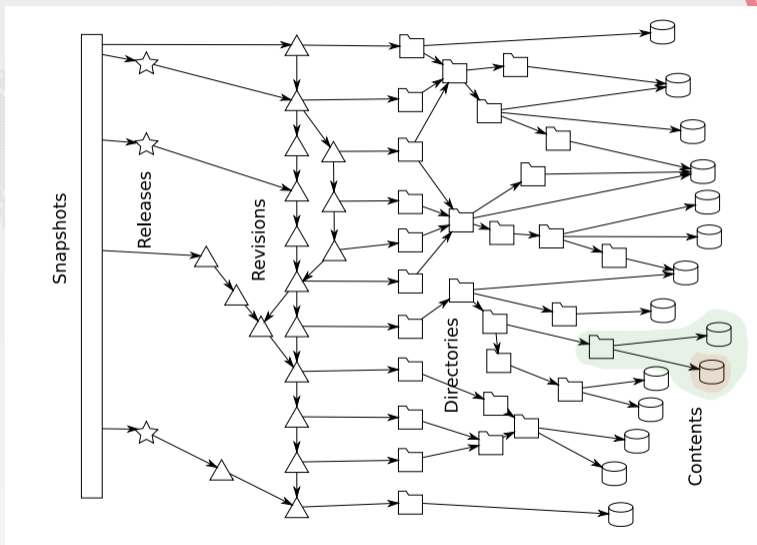 Snapshots
Releases
Revisions
Directories
Contents